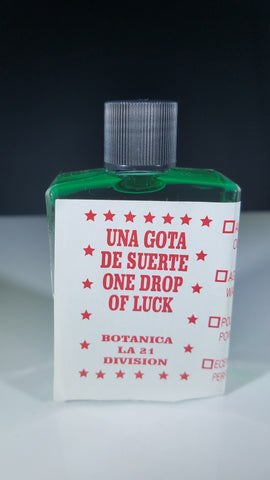 UNA GOTA
DE SUERTE
ONE DROP
OF LUCK
BOTANICA
LA 21
DIVISION